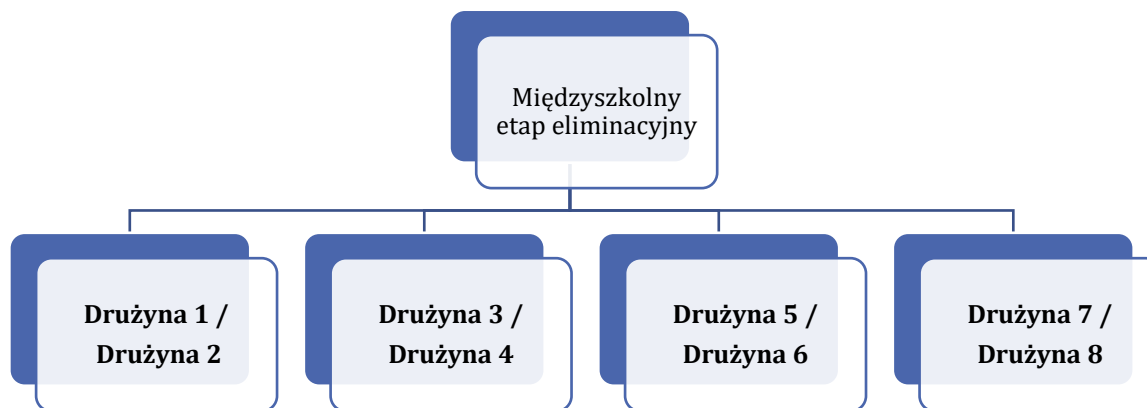 Międzyszkolny
etap eliminacyjny
Drużyna 1 /
Drużyna 2
Drużyna 3 /
Drużyna 4
Drużyna 5 /
Drużyna 6
Drużyna 7 /
Drużyna 8